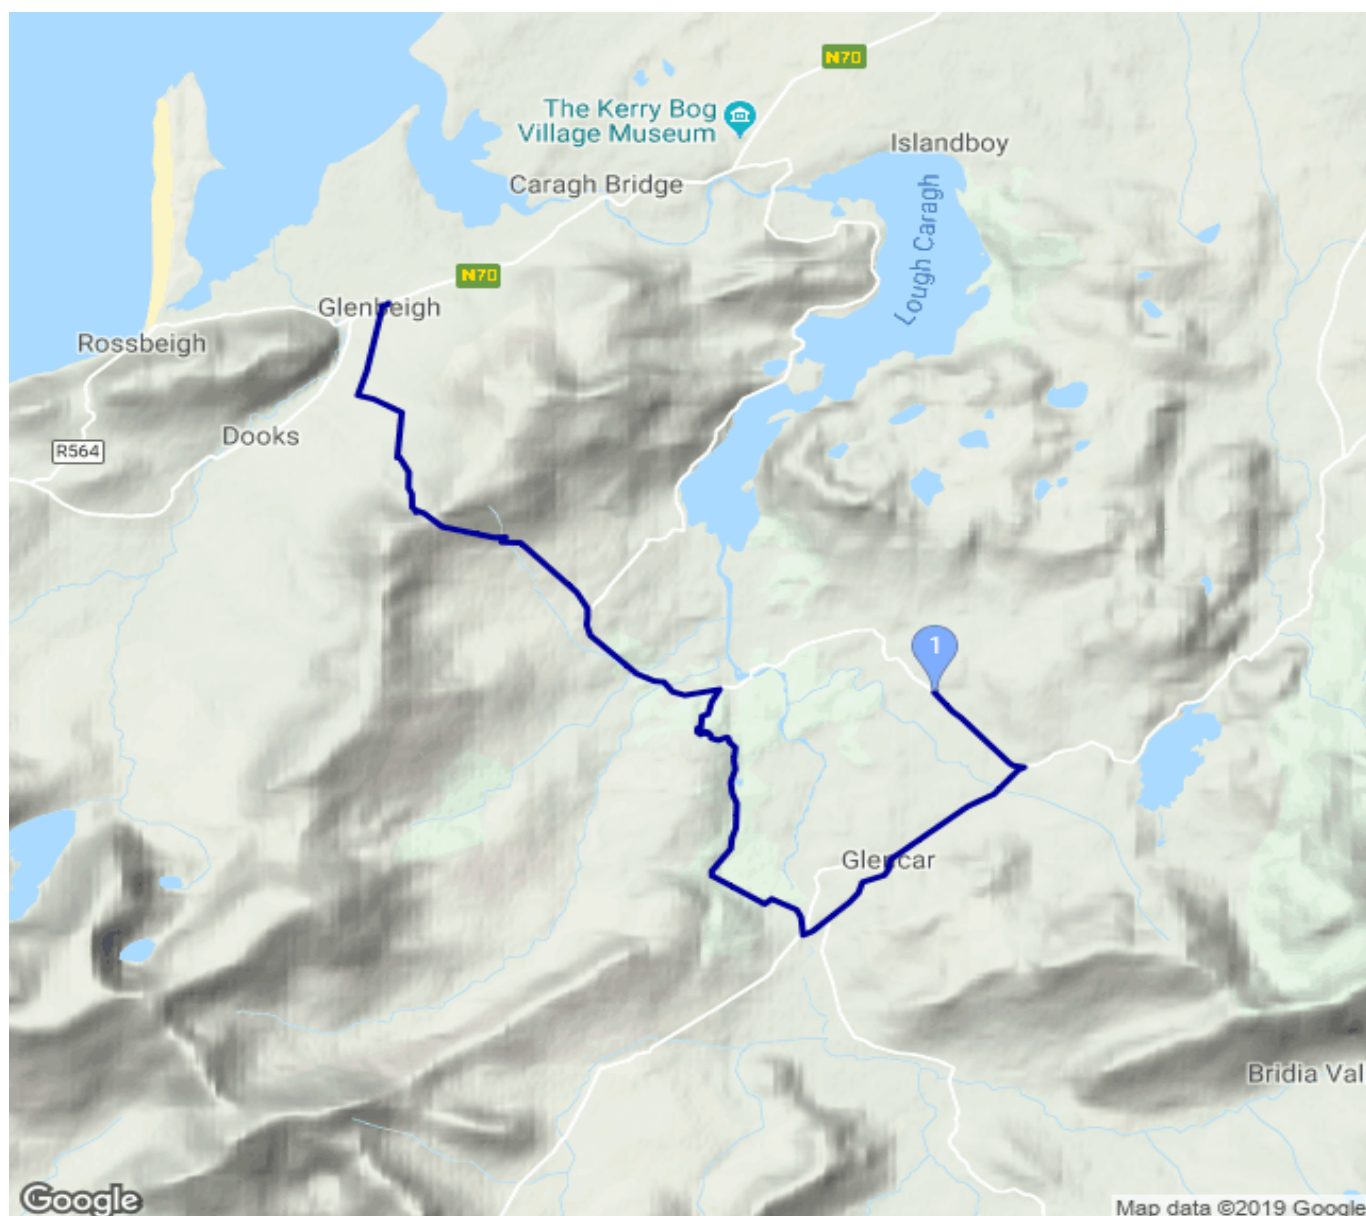 N70
The Kerry Bog
Village Museum
Islandboy
Caragh Bridge
Lough Caragh
N70
Glenbeigh
Rossbeigh
Dooks
R564
1
Glencar
Bridia Val
Google
Map data ©2019 Google